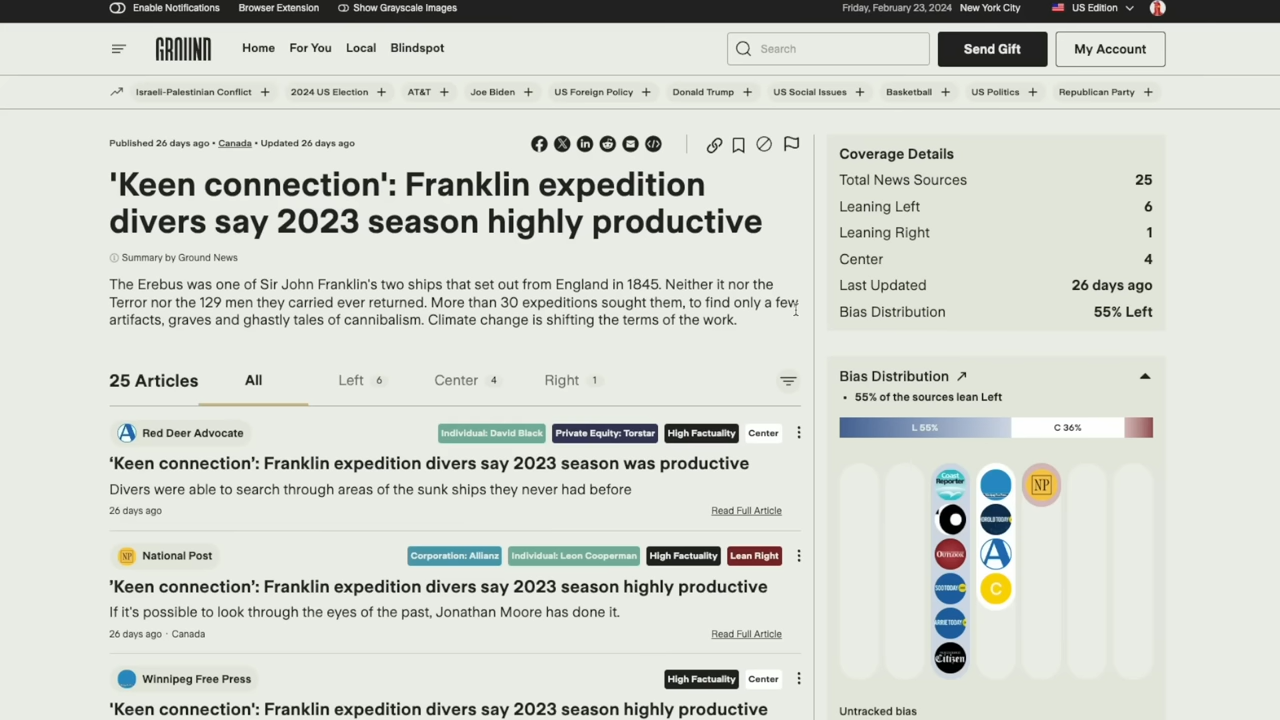 Enable Notifications Browser Extension Show Grayscale Images Friday, February 23, 2024 New York City US Edition
GROUND Home For You Local Blindspot Search Send Gift My Account
Israeli-Palestinian Conflict + 2024 US Election + AT&T + Joe Biden + US Foreign Policy + Donald Trump + US Social Issues + Basketball + US Politics + Republican Party +
Published 26 days ago • Canada • Updated 26 days ago
'Keen connection': Franklin expedition
divers say 2023 season highly productive
Summary by Ground News
The Erebus was one of Sir John Franklin's two ships that set out from England in 1845. Neither it nor the
Terror nor the 129 men they carried ever returned. More than 30 expeditions sought them, to find only a few
artifacts, graves and ghastly tales of cannibalism. Climate change is shifting the terms of the work.
25 Articles All Left 6 Center 4 Right 1
Red Deer Advocate Individual: David Black Private Equity: Torstar High Factuality Center
‘Keen connection’: Franklin expedition divers say 2023 season was productive
Divers were able to search through areas of the sunk ships they never had before
26 days ago Read Full Article
National Post Corporation: Allianz Individual: Leon Cooperman High Factuality Lean Right
'Keen connection': Franklin expedition divers say 2023 season highly productive
If it's possible to look through the eyes of the past, Jonathan Moore has done it.
26 days ago · Canada Read Full Article
Winnipeg Free Press High Factuality Center
'Keen connection': Franklin expedition divers say 2023 season highly productive
Coverage Details
Total News Sources 25
Leaning Left 6
Leaning Right 1
Center 4
Last Updated 26 days ago
Bias Distribution 55% Left
Bias Distribution ↗
• 55% of the sources lean Left
L 55% C 36%
Coast Reporter
NP
OUTLOOK
A
C
Citizen
Untracked bias